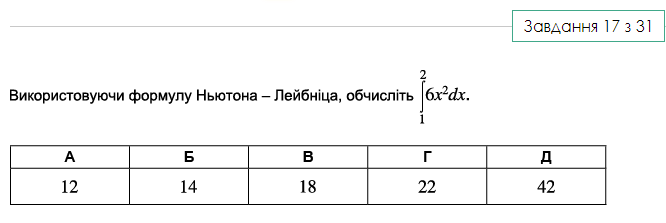 Завдання 17 з 31
Використовуючи формулу Ньютона – Лейбніца, обчисліть ∫₁² 6x²dx.
А Б В Г Д
12 14 18 22 42